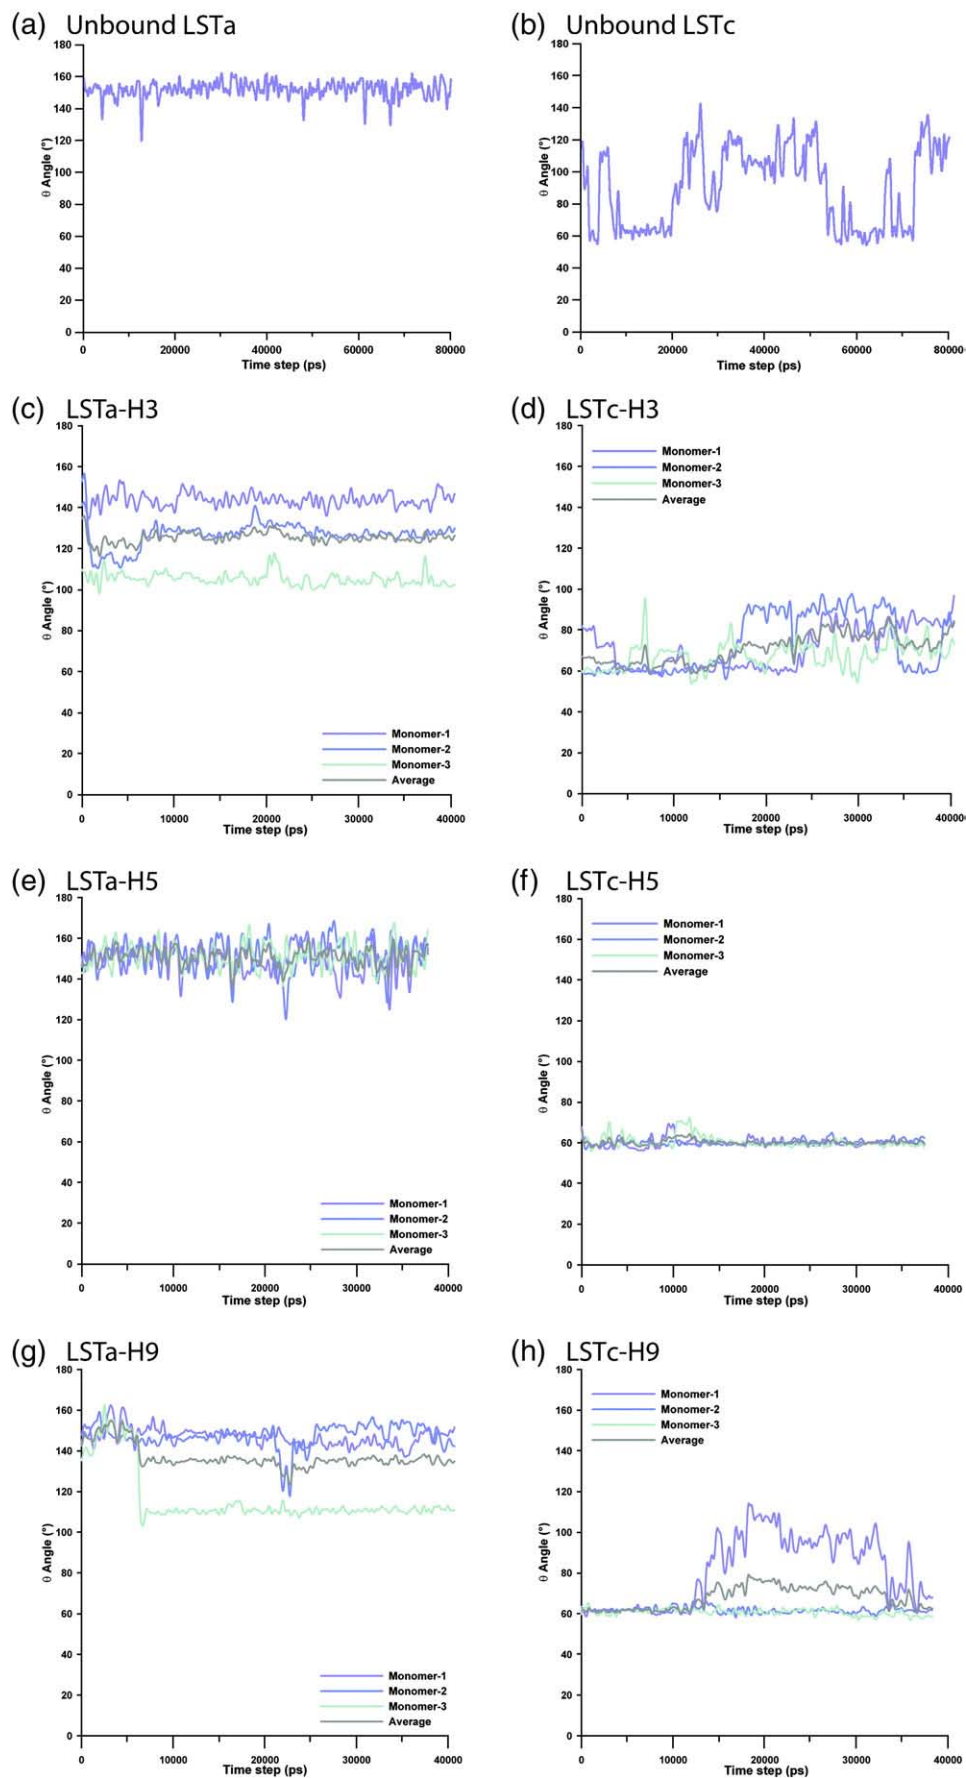 (a) Unbound LSTa
180
160
140
120
100
80
60
40
20
0
θ Angle (°)
0 20000 40000 60000 80000
Time step (ps)
(b) Unbound LSTc
180
160
140
120
100
80
60
40
20
0
θ Angle (°)
0 20000 40000 60000 80000
Time step (ps)
(c) LSTa-H3
180
160
140
120
100
80
60
40
20
0
θ Angle (°)
Monomer-1
Monomer-2
Monomer-3
Average
0 10000 20000 30000 40000
Time step (ps)
(d) LSTc-H3
180
160
140
120
100
80
60
40
20
0
θ Angle (°)
Monomer-1
Monomer-2
Monomer-3
Average
0 10000 20000 30000 40000
Time step (ps)
(e) LSTa-H5
180
160
140
120
100
80
60
40
20
0
θ Angle (°)
Monomer-1
Monomer-2
Monomer-3
Average
0 10000 20000 30000 40000
Time step (ps)
(f) LSTc-H5
180
160
140
120
100
80
60
40
20
0
θ Angle (°)
Monomer-1
Monomer-2
Monomer-3
Average
0 10000 20000 30000 40000
Time step (ps)
(g) LSTa-H9
180
160
140
120
100
80
60
40
20
0
θ Angle (°)
Monomer-1
Monomer-2
Monomer-3
Average
0 10000 20000 30000 40000
Time step (ps)
(h) LSTc-H9
180
160
140
120
100
80
60
40
20
0
θ Angle (°)
Monomer-1
Monomer-2
Monomer-3
Average
0 10000 20000 30000 40000
Time step (ps)